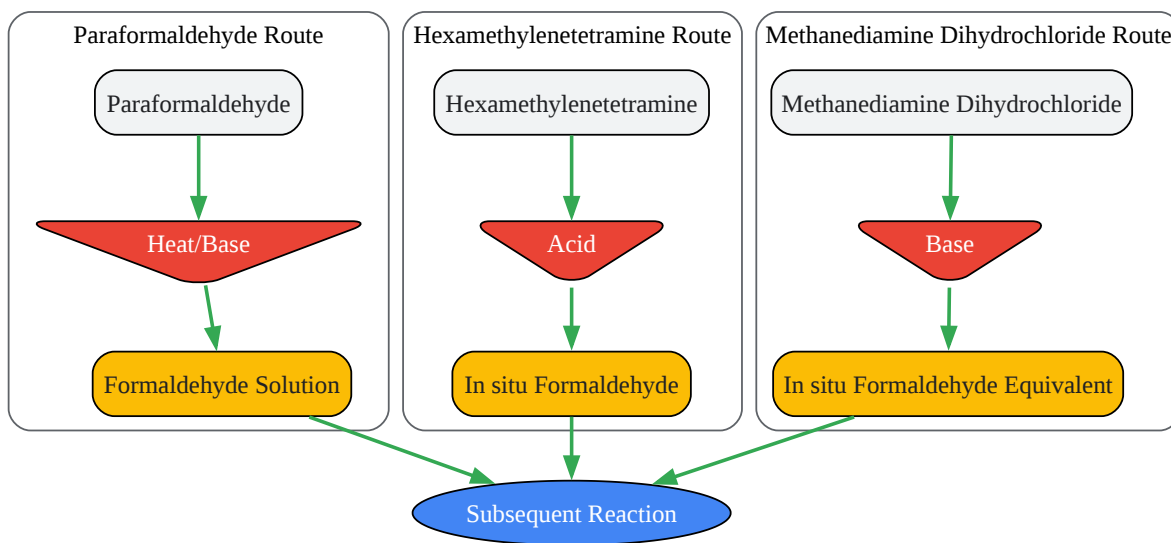 Paraformaldehyde Route
Hexamethylenetetramine Route
Methanediamine Dihydrochloride Route
Paraformaldehyde
Hexamethylenetetramine
Methanediamine Dihydrochloride
Heat/Base
Acid
Base
Formaldehyde Solution
In situ Formaldehyde
In situ Formaldehyde Equivalent
Subsequent Reaction